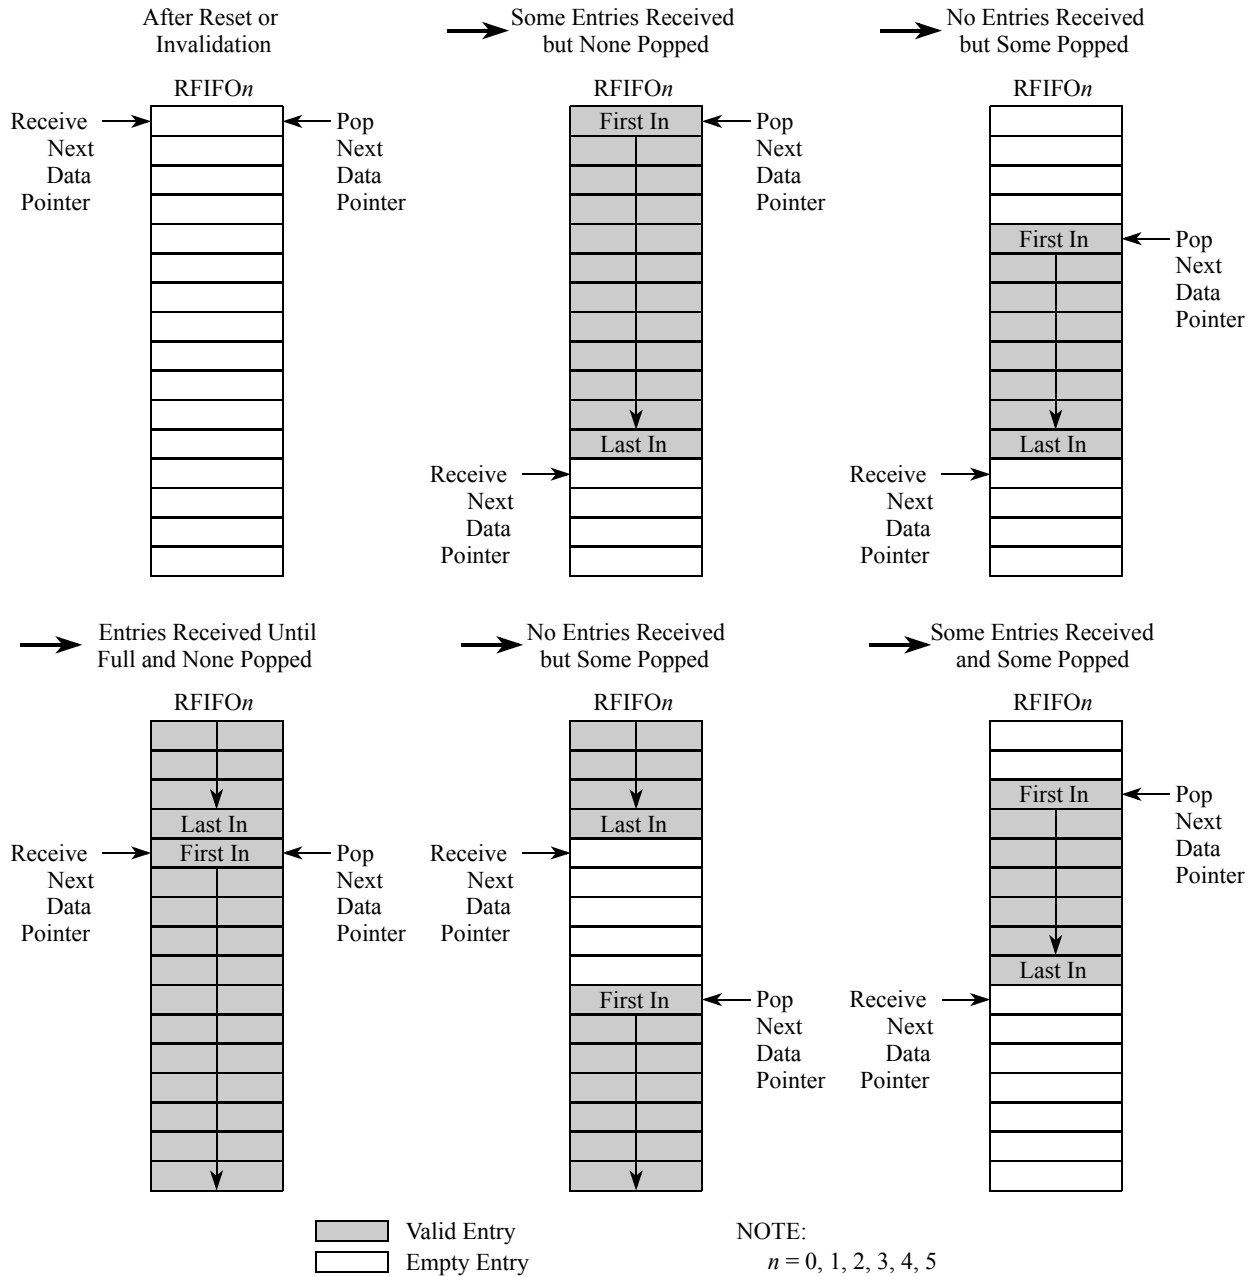 After Reset or
Invalidation
RFIFOn
Receive
Next
Data
Pointer
Pop
Next
Data
Pointer
Some Entries Received
but None Popped
RFIFOn
First In
Last In
Pop
Next
Data
Pointer
Receive
Next
Data
Pointer
No Entries Received
but Some Popped
RFIFOn
First In
Last In
Pop
Next
Data
Pointer
Receive
Next
Data
Pointer
Entries Received Until
Full and None Popped
RFIFOn
Last In
First In
Receive
Next
Data
Pointer
Pop
Next
Data
Pointer
No Entries Received
but Some Popped
RFIFOn
Last In
First In
Receive
Next
Data
Pointer
Pop
Next
Data
Pointer
Some Entries Received
and Some Popped
RFIFOn
First In
Last In
Pop
Next
Data
Pointer
Receive
Next
Data
Pointer
Valid Entry
Empty Entry
NOTE:
n = 0, 1, 2, 3, 4, 5